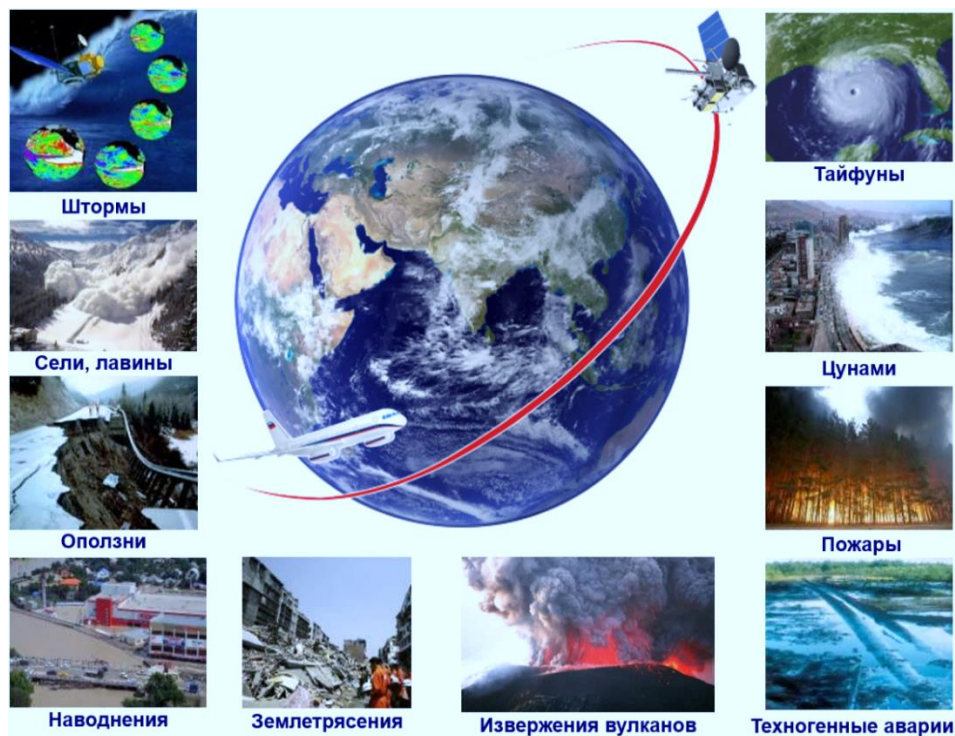 Штормы
Тайфуны
Сели, лавины
Цунами
Оползни
Пожары
Наводнения
Землетрясения
Извержения вулканов
Техногенные аварии